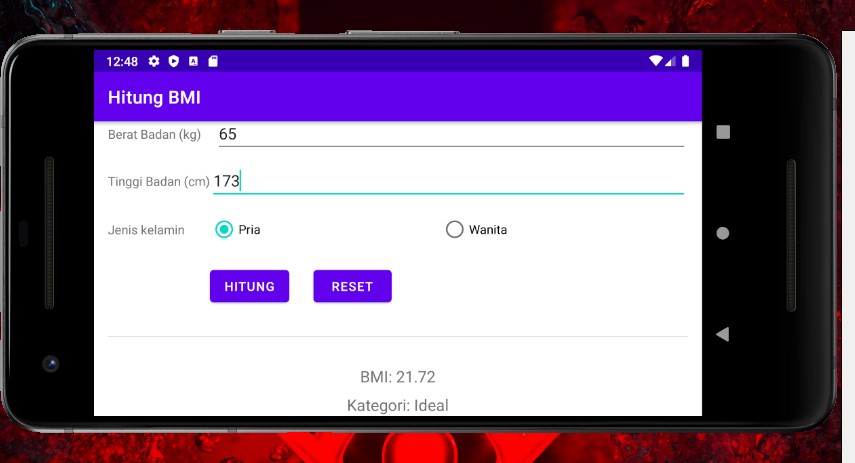 12:48
Hitung BMI
Berat Badan (kg) 65
Tinggi Badan (cm) 173
Jenis kelamin Pria Wanita
HITUNG RESET
BMI: 21.72
Kategori: Ideal